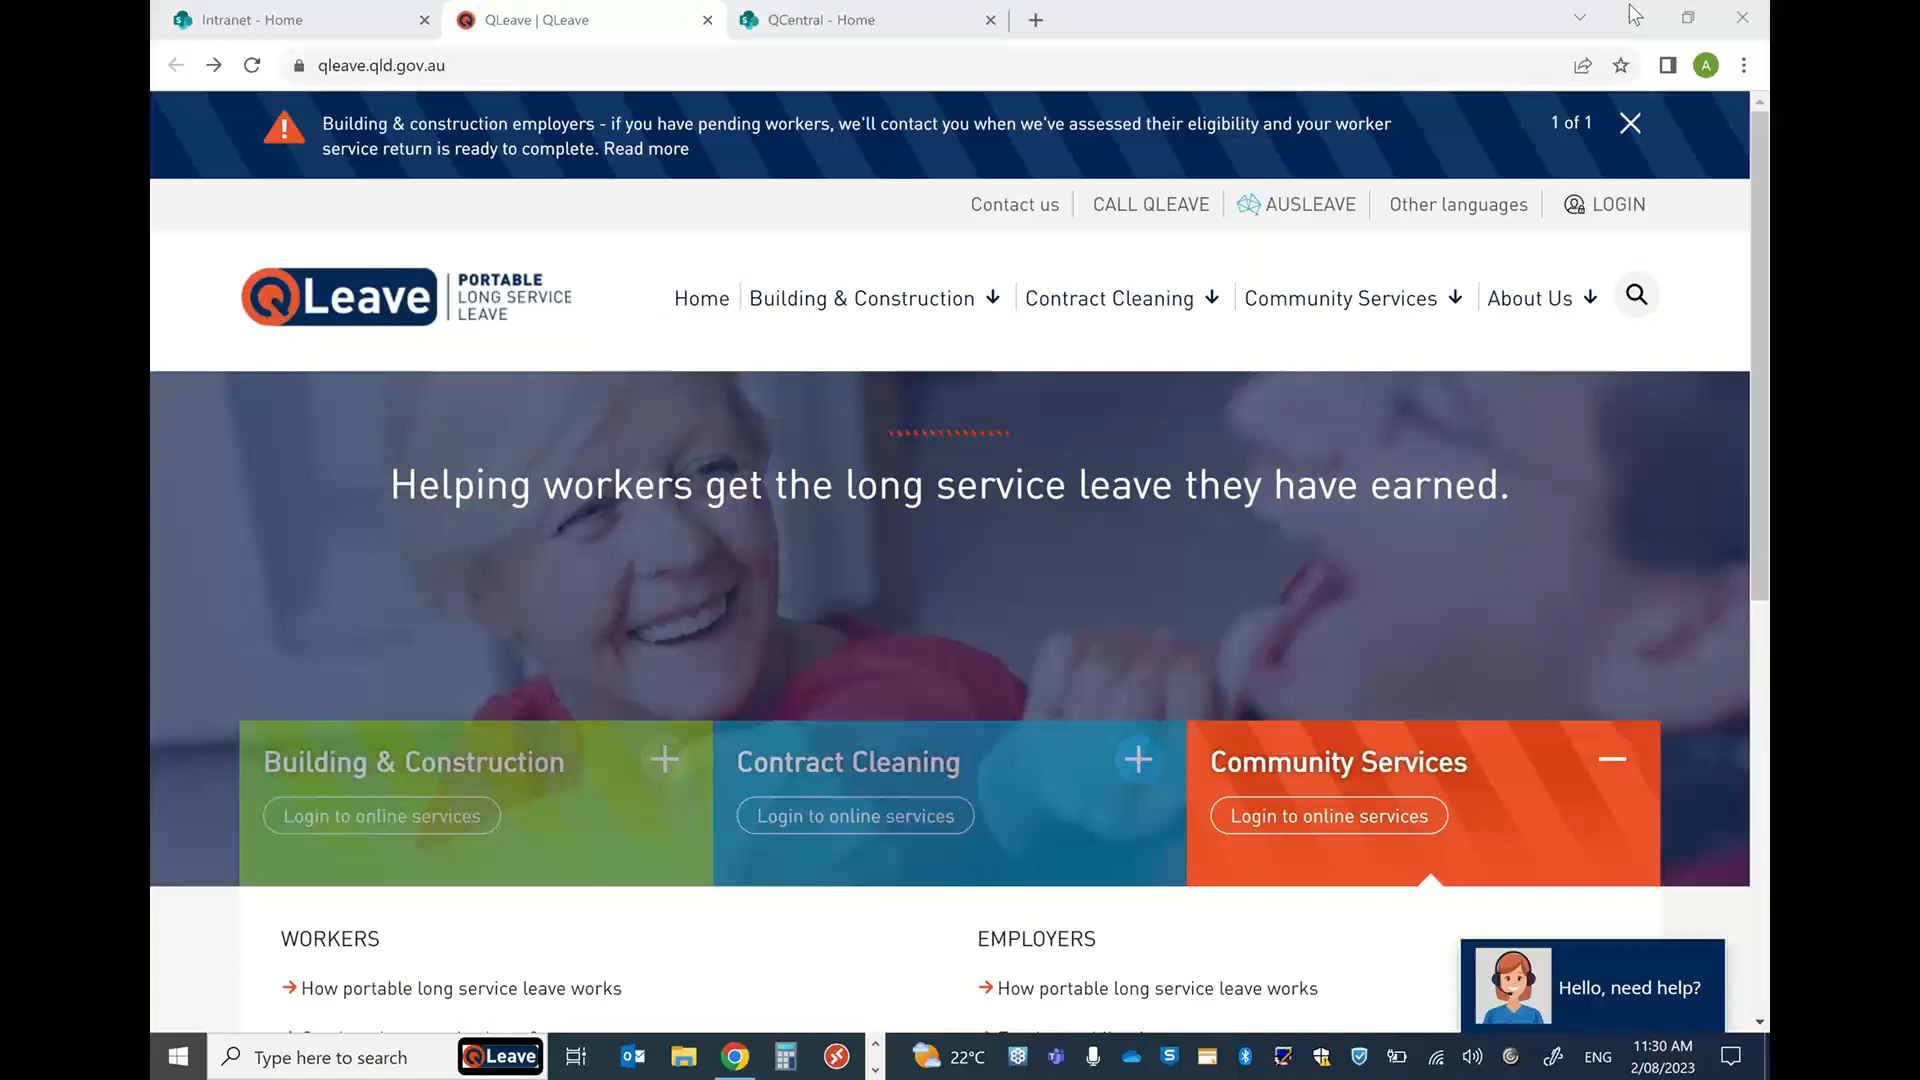 Intranet - Home
QLeave | QLeave
QCentral - Home
qleave.qld.gov.au
A
Building & construction employers - if you have pending workers, we'll contact you when we've assessed their eligibility and your worker
service return is ready to complete. Read more
1 of 1
Contact us
CALL QLEAVE
AUSLEAVE
Other languages
LOGIN
QLeave
PORTABLE
LONG SERVICE
LEAVE
Home
Building & Construction
Contract Cleaning
Community Services
About Us
Helping workers get the long service leave they have earned.
Building & Construction
Login to online services
Contract Cleaning
Login to online services
Community Services
Login to online services
WORKERS
How portable long service leave works
EMPLOYERS
How portable long service leave works
Hello, need help?
Type here to search
QLeave
22°C
ENG
11:30 AM
2/08/2023